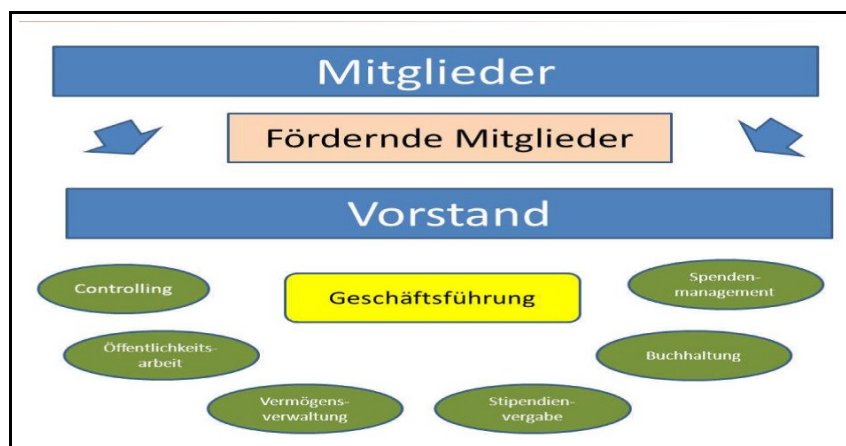 Mitglieder
Fördernde Mitglieder
Vorstand
Controlling
Geschäftsführung
Spenden-
management
Öffentlichkeits-
arbeit
Buchhaltung
Vermögens-
verwaltung
Stipendien-
vergabe